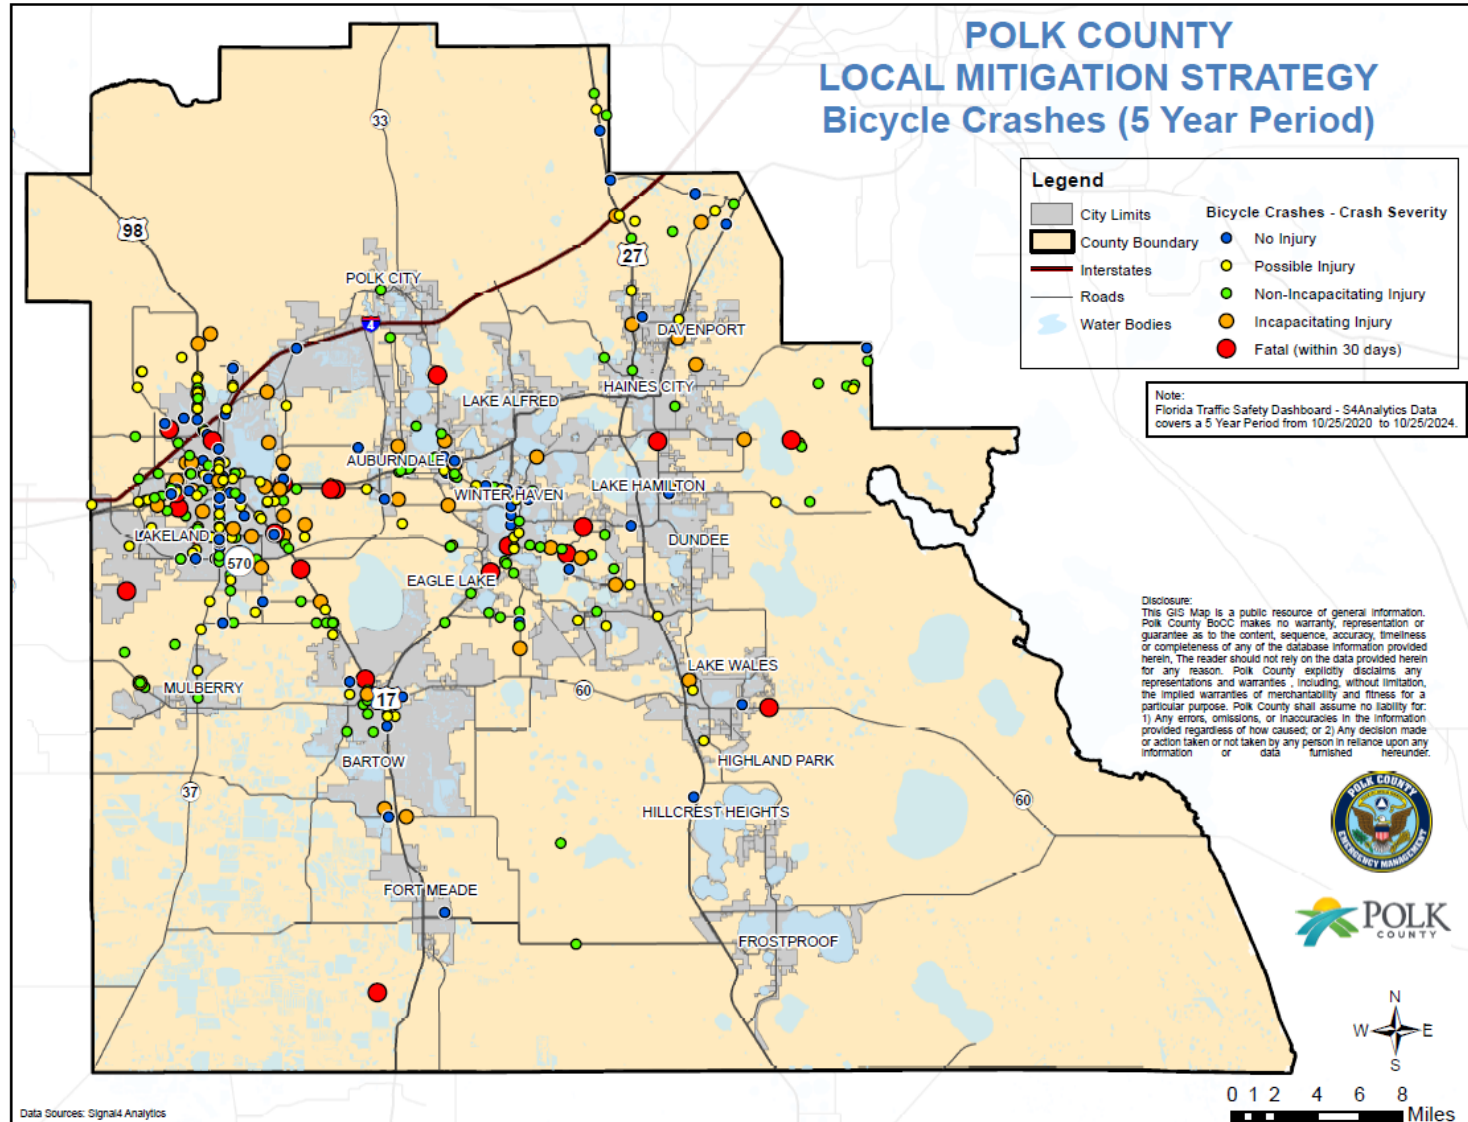 POLK COUNTY
LOCAL MITIGATION STRATEGY
Bicycle Crashes (5 Year Period)
Legend
City Limits
County Boundary
Interstates
Roads
Water Bodies
Bicycle Crashes - Crash Severity
No Injury
Possible Injury
Non-Incapacitating Injury
Incapacitating Injury
Fatal (within 30 days)
Note:
Florida Traffic Safety Dashboard - S4Analytics Data
covers a 5 Year Period from 10/25/2020 to 10/25/2024.
33
98
27
POLK CITY
4
DAVENPORT
HAINES CITY
LAKE ALFRED
AUBURNDALE
WINTER HAVEN
LAKE HAMILTON
LAKELAND
DUNDEE
570
EAGLE LAKE
LAKE WALES
MULBERRY
60
17
BARTOW
HIGHLAND PARK
37
HILLCREST HEIGHTS
60
FORT MEADE
FROSTPROOF
Disclosure:
This GIS Map is a public resource of general information.
Polk County BoCC makes no warranty, representation or
guarantee as to the content, sequence, accuracy, timeliness
or completeness of any of the database information provided
herein, The reader should not rely on the data provided herein
for any reason. Polk County explicitly disclaims any
representations and warranties , including, without limitation,
the implied warranties of merchantability and fitness for a
particular purpose. Polk County shall assume no liability for:
1) Any errors, omissions, or inaccuracies in the information
provided regardless of how caused; or 2) Any decision made
or action taken or not taken by any person in reliance upon any
information or data furnished hereunder.
POLK COUNTY
EMERGENCY MANAGEMENT
POLK
COUNTY
N
W E
S
0 1 2 4 6 8
Miles
Data Sources: Signal4 Analytics